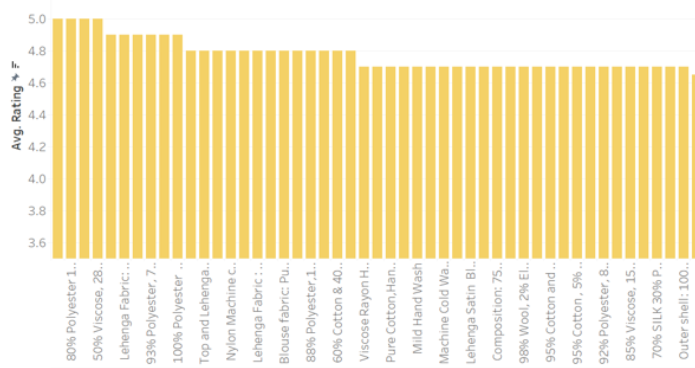 Avg. Rating
5.0
4.8
4.6
4.4
4.2
4.0
3.8
3.6
80% Polyester 1..
50% Viscose, 28..
Lehenga Fabric:..
93% Polyester, 7..
100% Polyester ..
Top and Lehenga..
Nylon Machine c..
Lehenga Fabric :..
Blouse fabric: Pu..
88% Polyester,1..
60% Cotton & 40..
Viscose Rayon H..
Pure Cotton,Han..
Mild Hand Wash
Machine Cold Wa..
Lehenga Satin Bl..
Composition: 75..
98% Wool, 2% El..
95% Cotton and ..
95% Cotton , 5% ..
92% Polyester, 8..
85% Viscose, 15..
70% SILK 30% P..
Outer shell: 100..